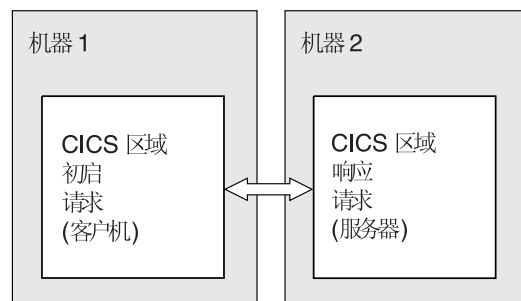 机器 1
CICS 区域
初启
请求
(客户机)
机器 2
CICS 区域
响应
请求
(服务器)